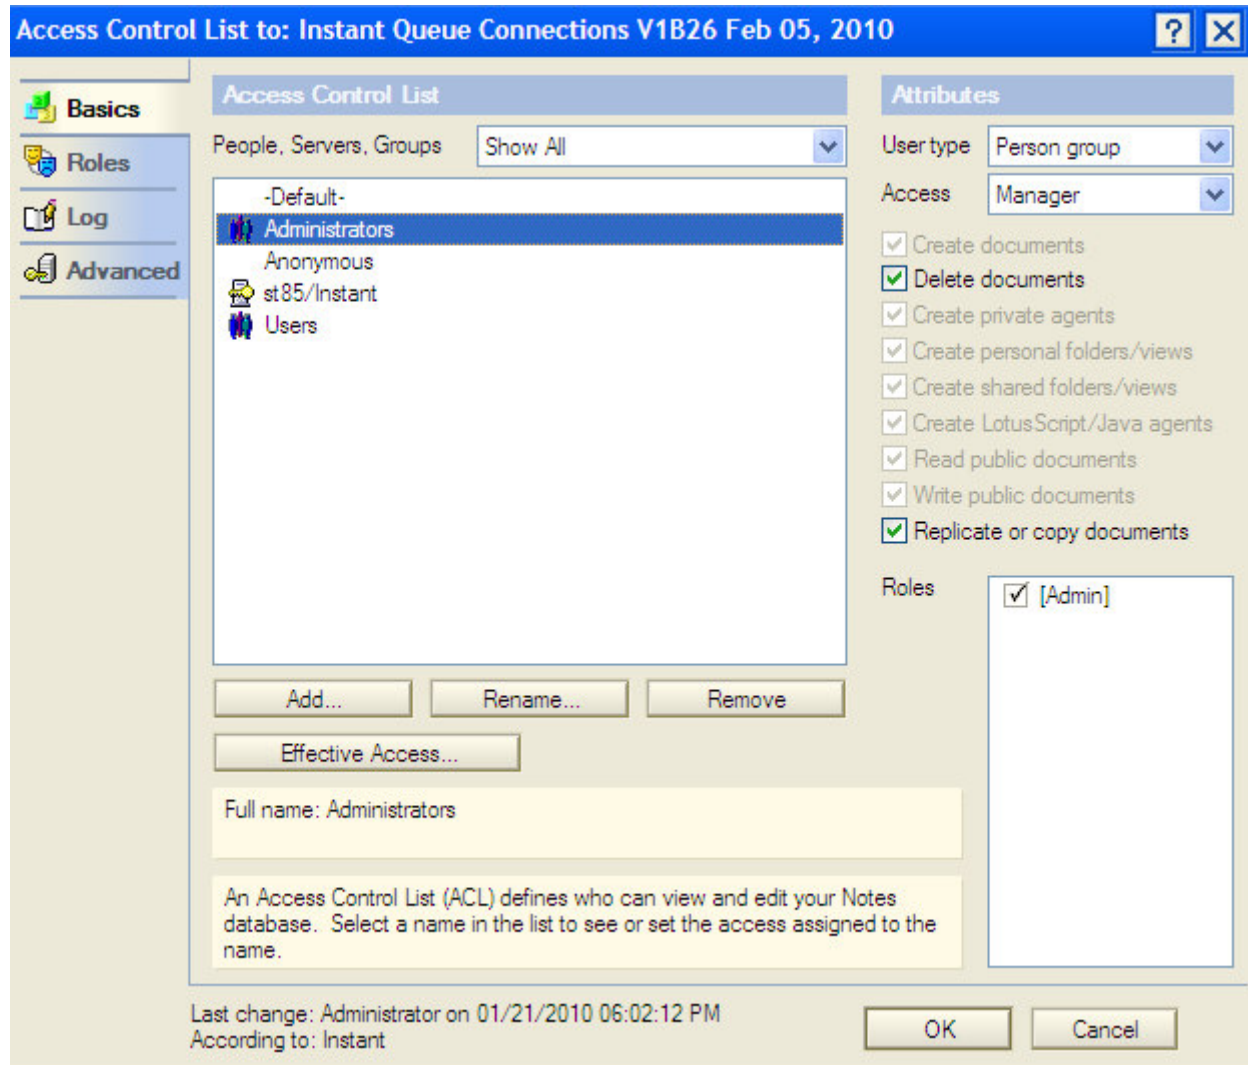 Access Control List to: Instant Queue Connections V1B26 Feb 05, 2010
Basics
Roles
Log
Advanced
Access Control List
People, Servers, Groups
Show All
-Default-
Administrators
Anonymous
st85/Instant
Users
Add...
Rename...
Remove
Effective Access...
Full name: Administrators
An Access Control List (ACL) defines who can view and edit your Notes
database. Select a name in the list to see or set the access assigned to the
name.
Attributes
User type
Person group
Access
Manager
Create documents
Delete documents
Create private agents
Create personal folders/views
Create shared folders/views
Create LotusScript/Java agents
Read public documents
Write public documents
Replicate or copy documents
Roles
[Admin]
Last change: Administrator on 01/21/2010 06:02:12 PM
According to: Instant
OK
Cancel